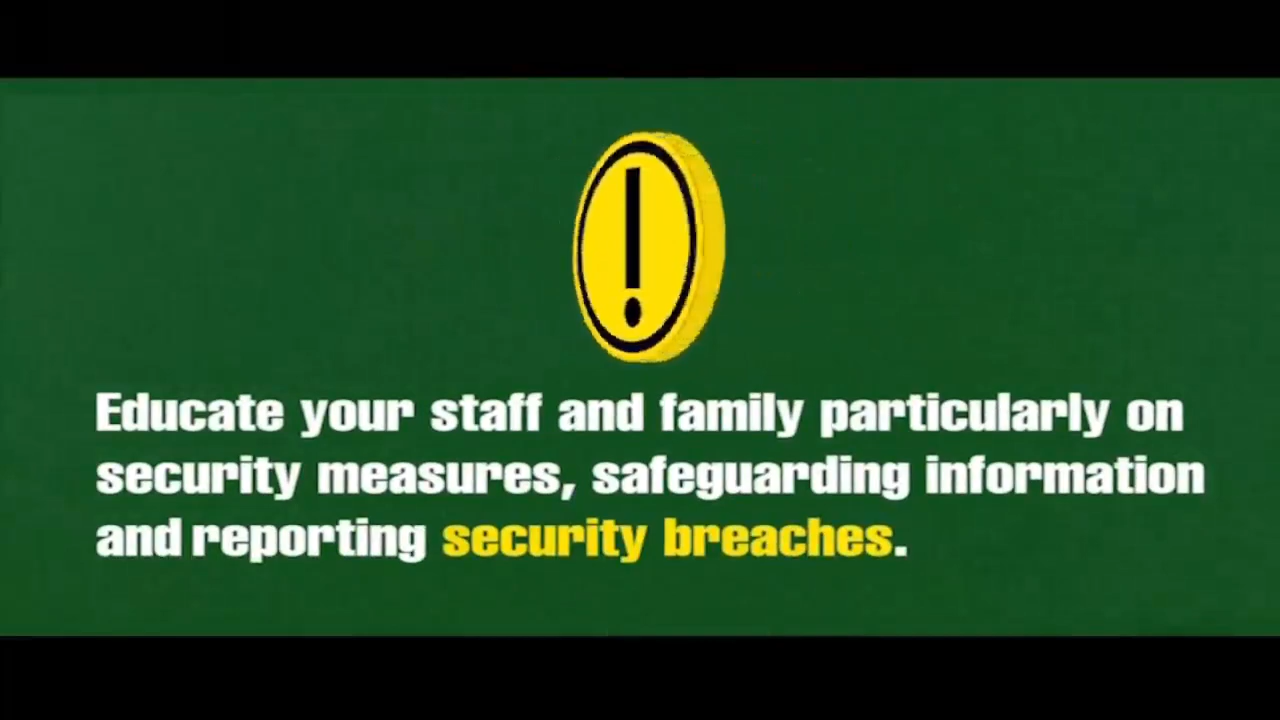 !
Educate your staff and family particularly on
security measures, safeguarding information
and reporting security breaches.